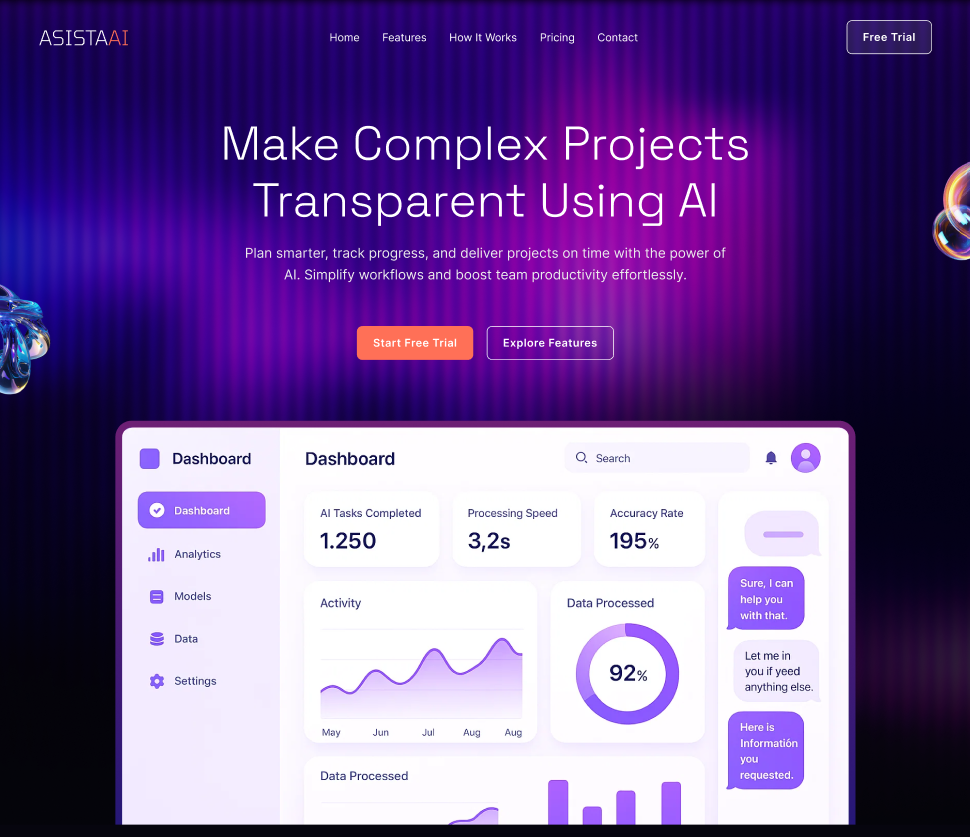 ASISTAAI
Home Features How It Works Pricing Contact
Free Trial
Make Complex Projects
Transparent Using AI
Plan smarter, track progress, and deliver projects on time with the power of
AI. Simplify workflows and boost team productivity effortlessly.
Start Free Trial Explore Features
Dashboard
Dashboard
Analytics
Models
Data
Settings
Dashboard
Search
AI Tasks Completed
1.250
Processing Speed
3,2s
Accuracy Rate
195%
Activity
May Jun Jul Aug Aug
Data Processed
92%
Data Processed
Sure, I can
help you
with that.
Let me in
you if yeed
anything else.
Here is
Informatión
you
requested.